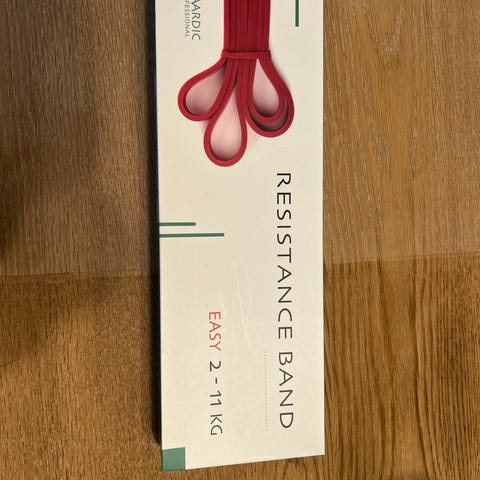 RESISTANCE BAND
EASY 2 - 11 KG